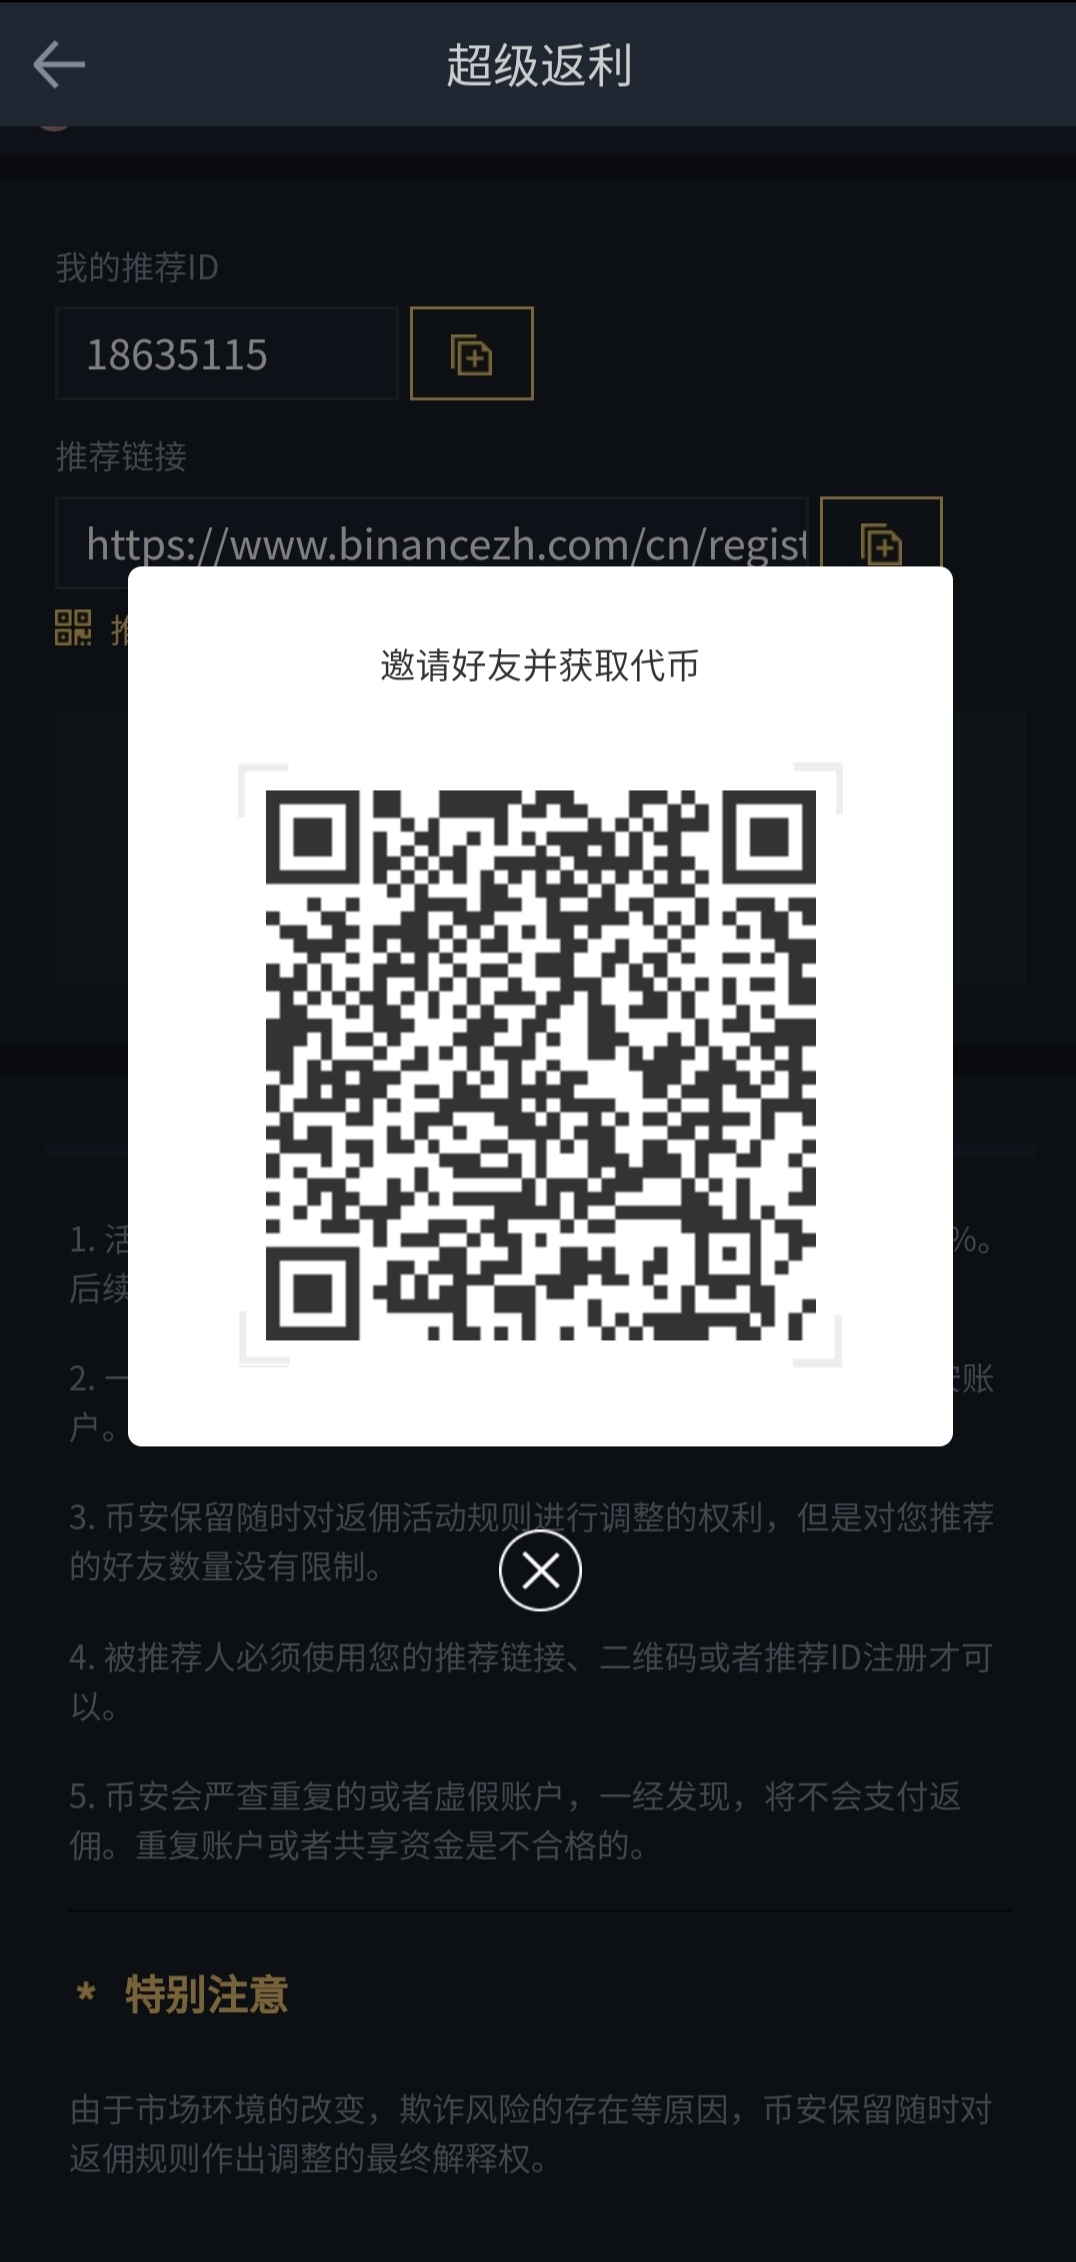 超级返利
我的推荐ID
18635115
推荐链接
https://www.binancezh.com/cn/regist
邀请好友并获取代币
1. 活 %。
后续
2. 一 账
户。
3. 币安保留随时对返佣活动规则进行调整的权利，但是对您推荐
的好友数量没有限制。
4. 被推荐人必须使用您的推荐链接、二维码或者推荐ID注册才可
以。
5. 币安会严查重复的或者虚假账户，一经发现，将不会支付返
佣。重复账户或者共享资金是不合格的。
* 特别注意
由于市场环境的改变，欺诈风险的存在等原因，币安保留随时对
返佣规则作出调整的最终解释权。